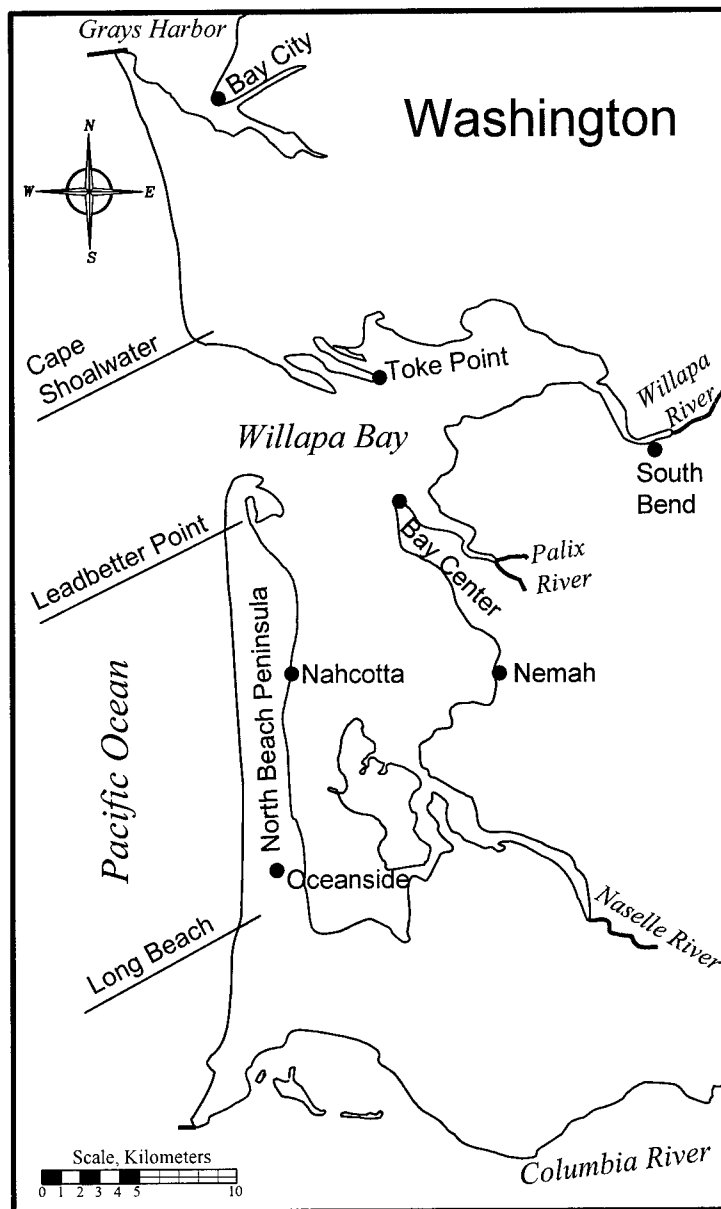 Grays Harbor
Bay City
Washington
N
W
E
S
Cape
Shoalwater
Toke Point
Willapa
River
Willapa Bay
South
Bend
Leadbetter Point
Bay Center
Palix
River
North Beach Peninsula
Nahcotta
Nemah
Pacific Ocean
Oceanside
Naselle River
Long Beach
Scale, Kilometers
0 1 2 3 4 5 10
Columbia River